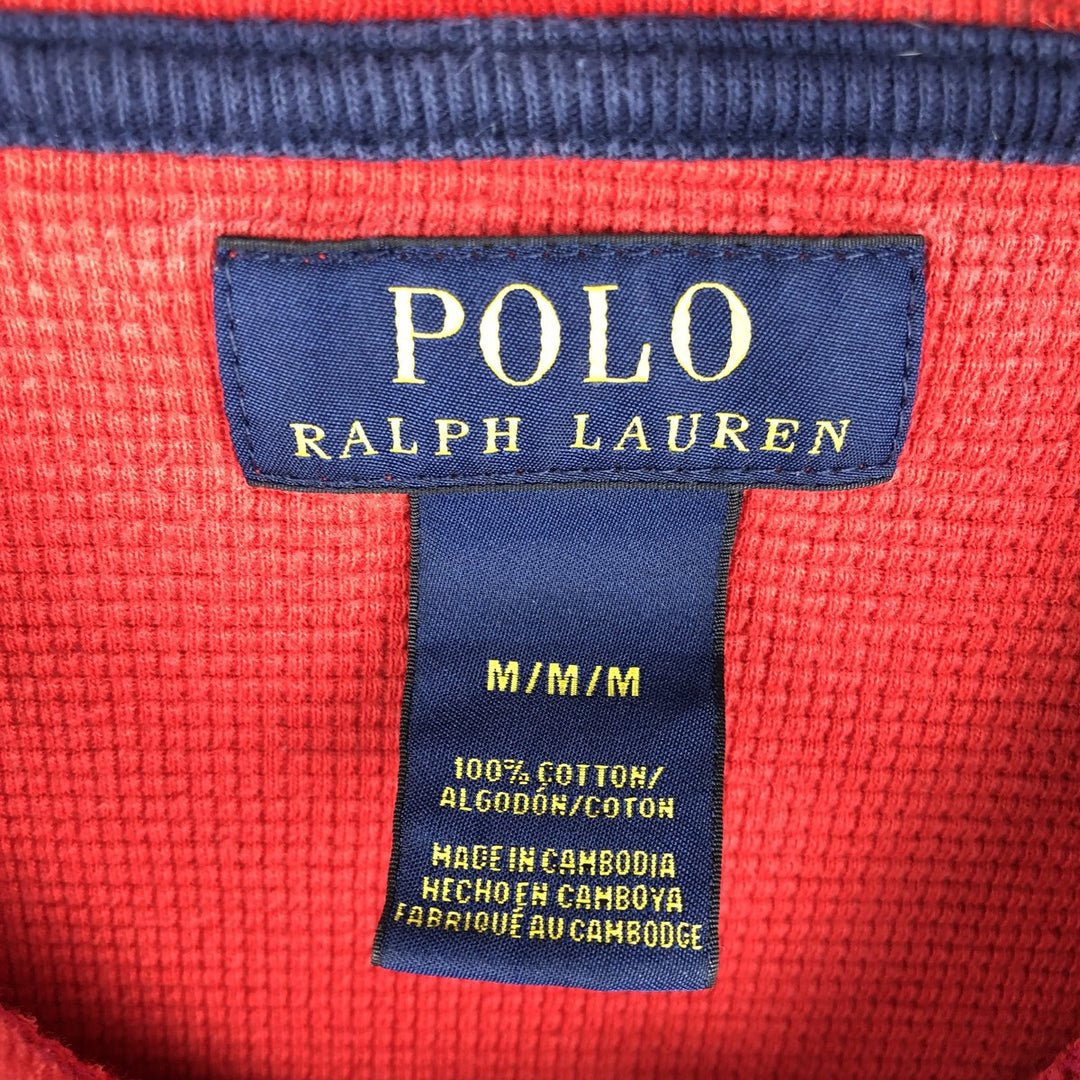 POLO
RALPH LAUREN
M/M/M
100% COTTON/
ALGODÓN/COTON
MADE IN CAMBODIA
HECHO EN CAMBOYA
FABRIQUÉ AU CAMBODGE